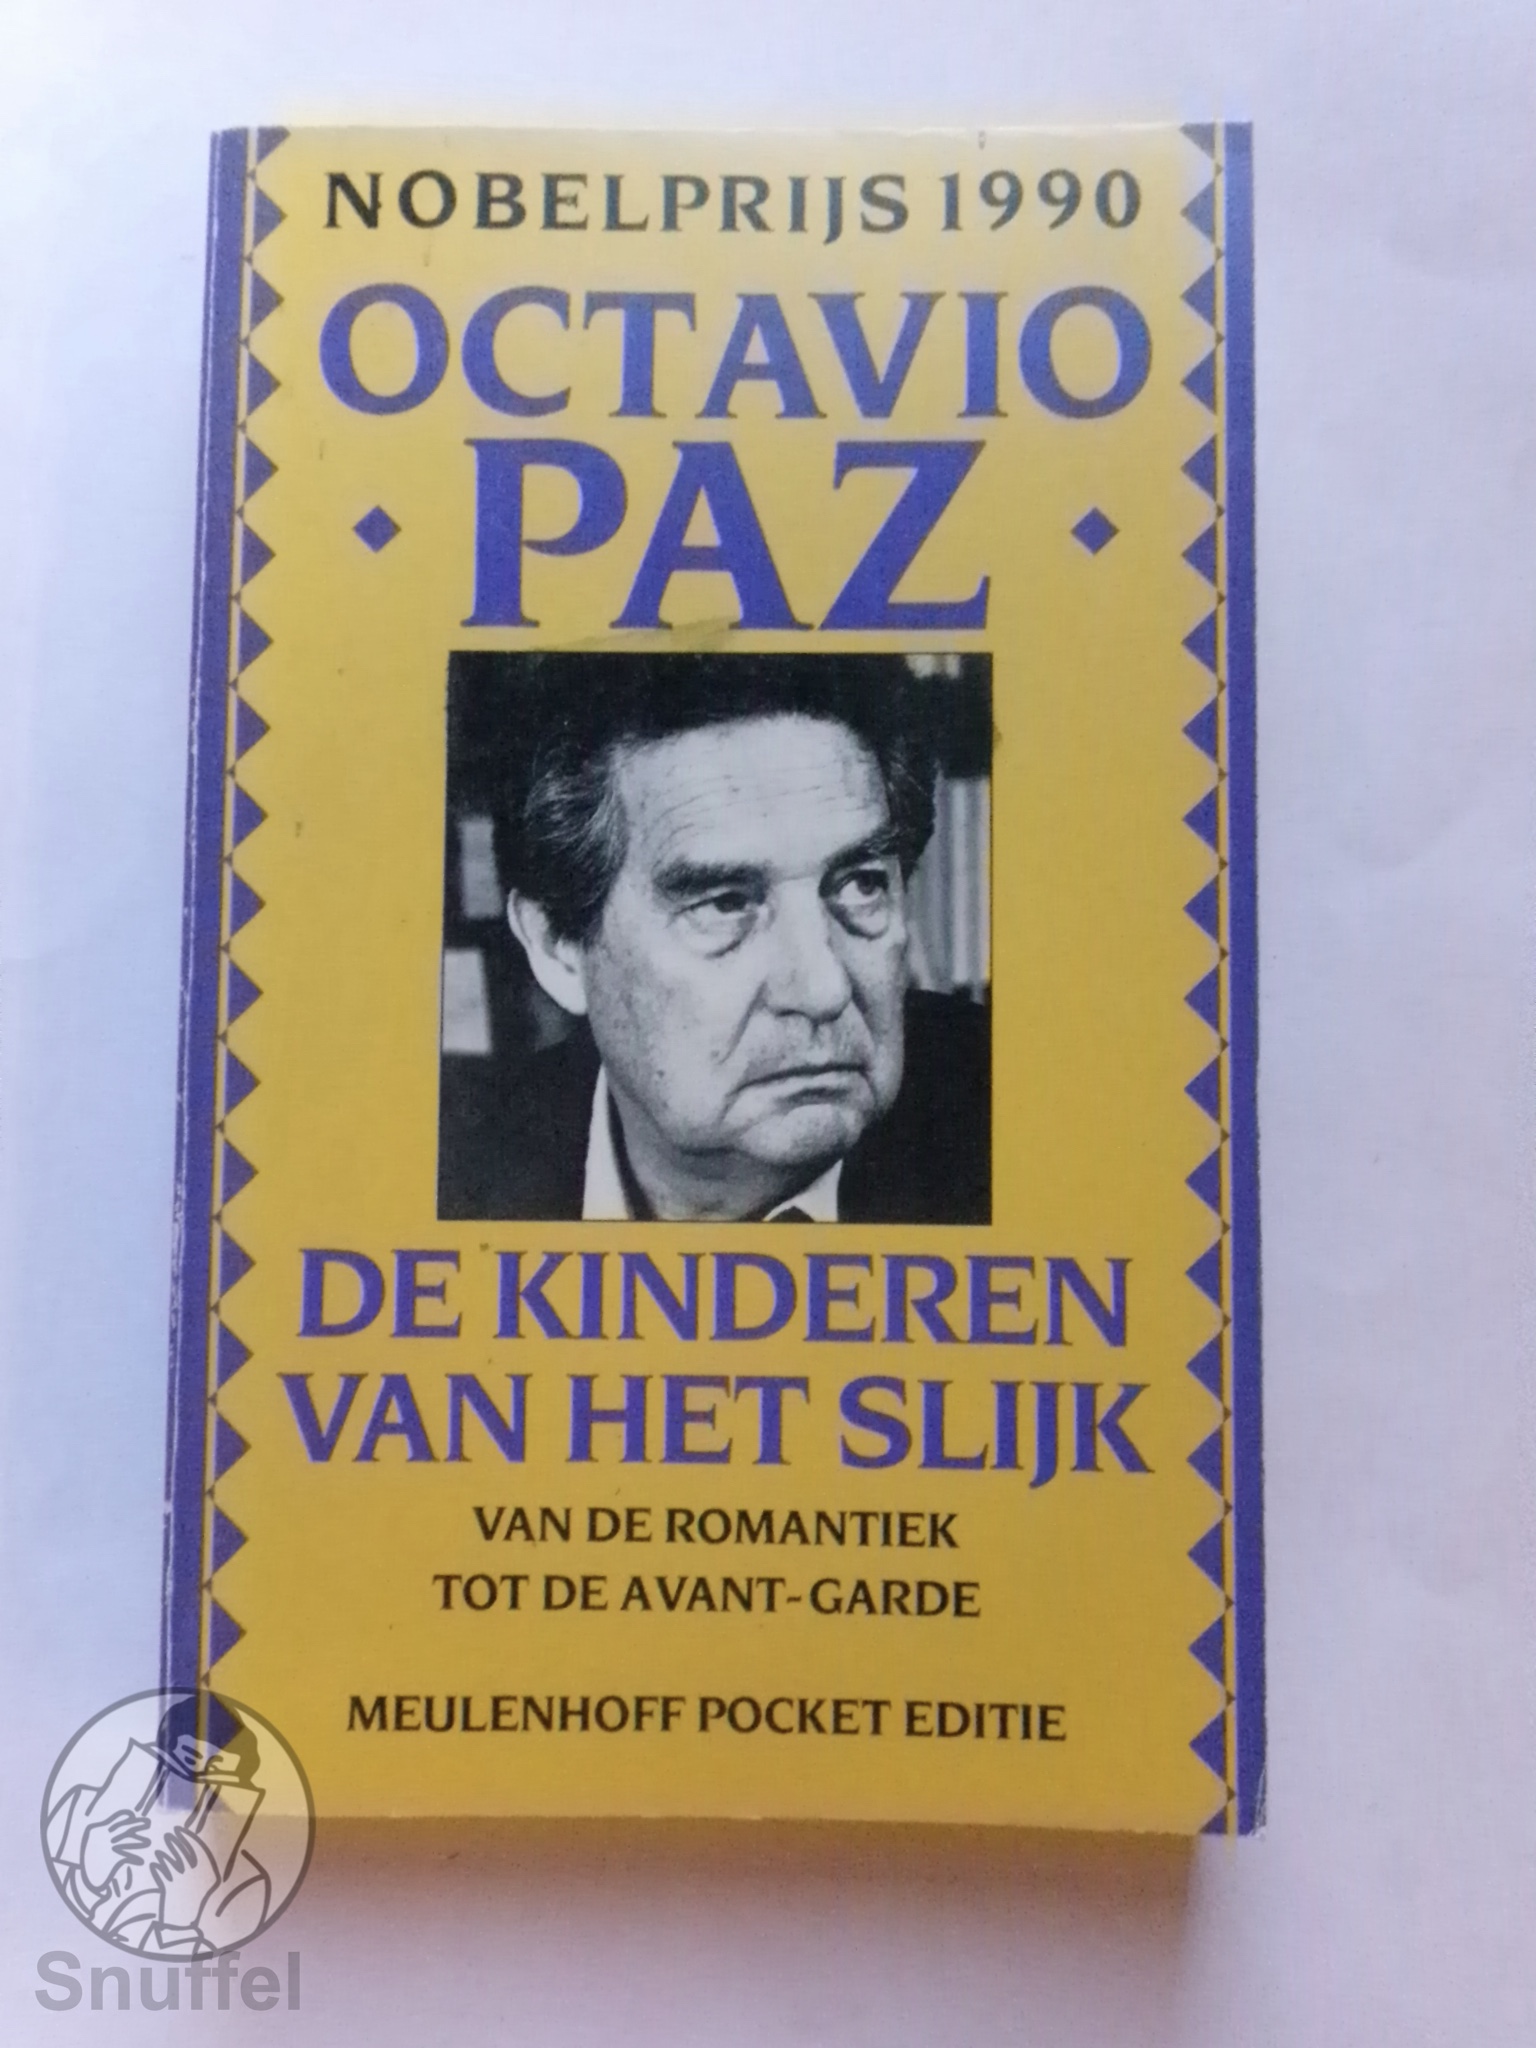 NOBELPRIJS 1990
OCTAVIO
PAZ
DE KINDEREN
VAN HET SLIJK
VAN DE ROMANTIEK
TOT DE AVANT-GARDE
MEULENHOFF POCKET EDITIE
Snuffel